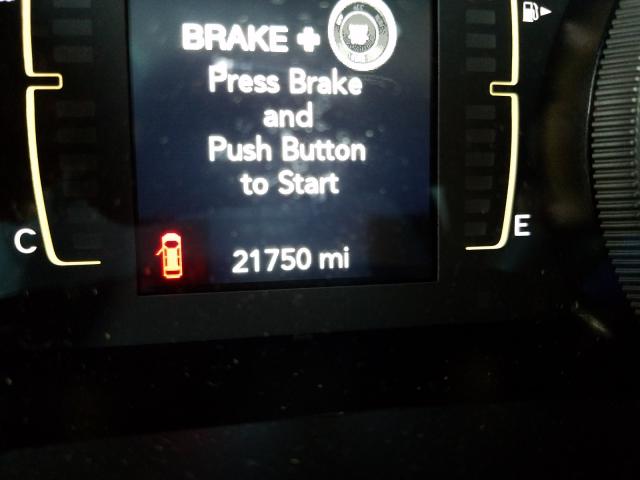 BRAKE +
Press Brake
and
Push Button
to Start
C
E
21750 mi